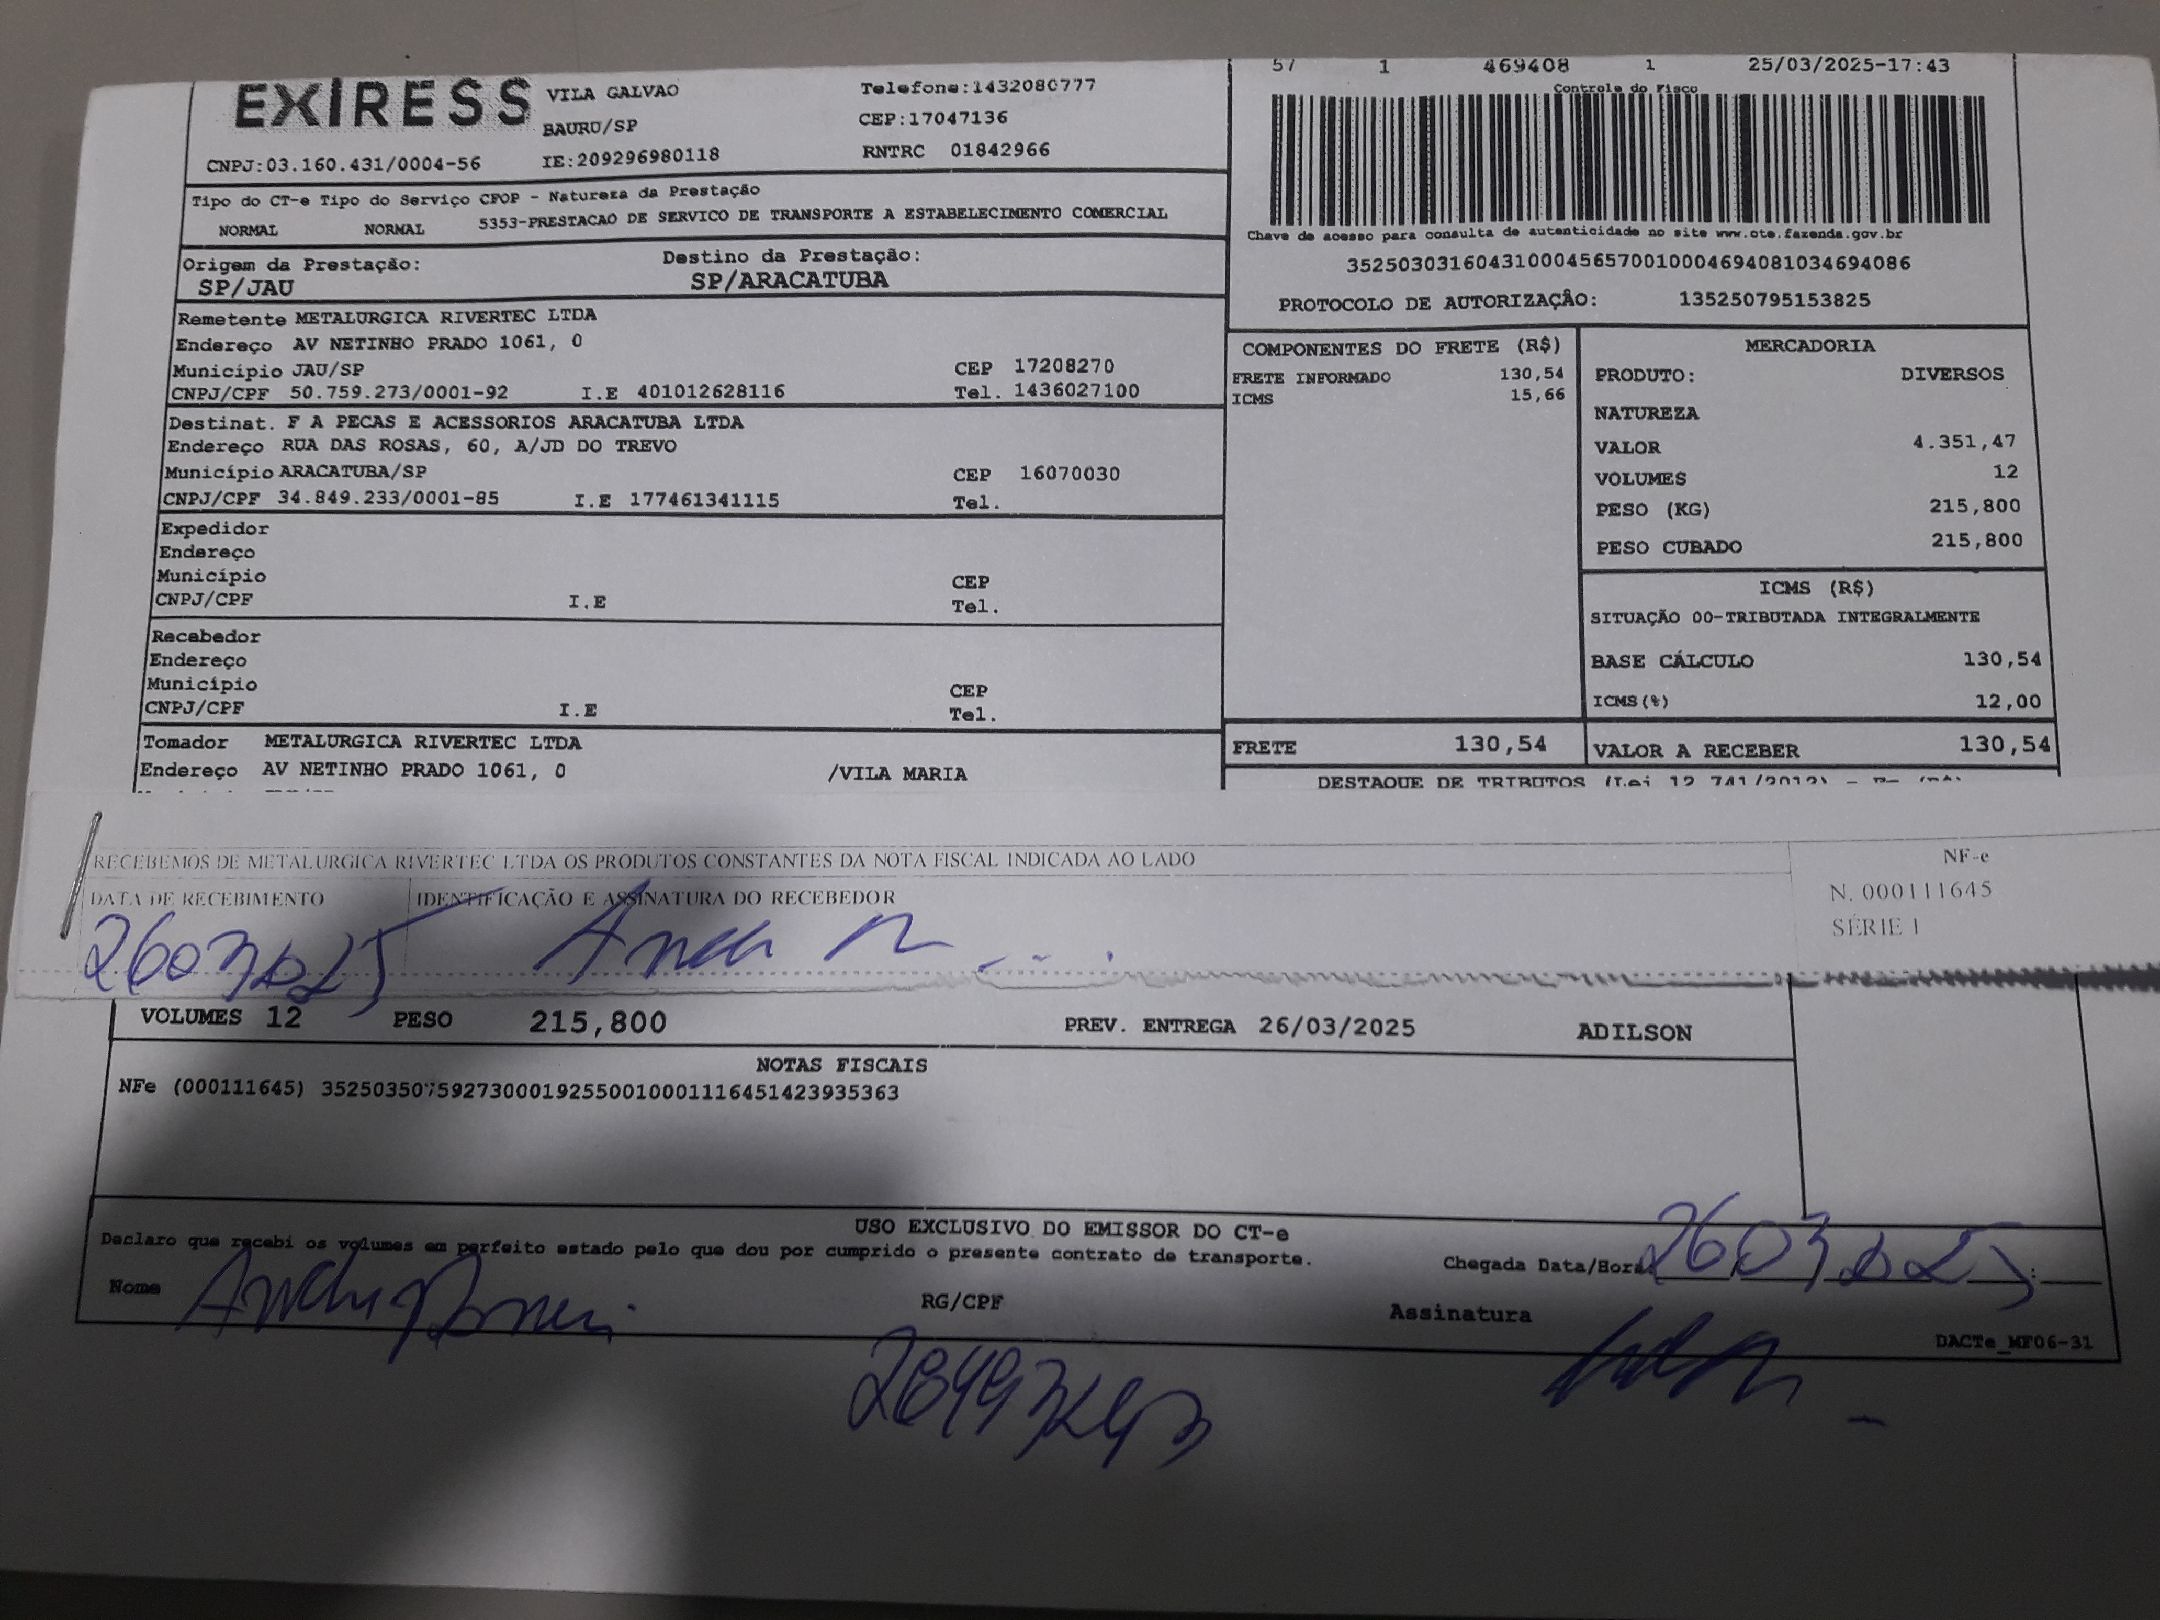 EXIRESS
VILA GALVAO Telefone:1432080777
BAURU/SP CEP:17047136
CNPJ:03.160.431/0004-56 IE:209296980118 RNTRC 01842966
Tipo do CT-e Tipo do Serviço CFOP - Natureza da Prestação
NORMAL NORMAL 5353-PRESTACAO DE SERVICO DE TRANSPORTE A ESTABELECIMENTO COMERCIAL
Origem da Prestação: Destino da Prestação:
SP/JAU SP/ARACATUBA
Remetente METALURGICA RIVERTEC LTDA
Endereço AV NETINHO PRADO 1061, 0
Município JAU/SP CEP 17208270
CNPJ/CPF 50.759.273/0001-92 I.E 401012628116 Tel. 1436027100
Destinat. F A PECAS E ACESSORIOS ARACATUBA LTDA
Endereço RUA DAS ROSAS, 60, A/JD DO TREVO
Município ARACATUBA/SP CEP 16070030
CNPJ/CPF 34.849.233/0001-85 I.E 177461341115 Tel.
Expedidor
Endereço
Município CEP
CNPJ/CPF I.E Tel.
Recebedor
Endereço
Município CEP
CNPJ/CPF I.E Tel.
Tomador METALURGICA RIVERTEC LTDA
Endereço AV NETINHO PRADO 1061, 0 /VILA MARIA
57 1 469408 1 25/03/2025-17:43
Controle do Fisco
Chave de acesso para consulta de autenticidade no site www.cte.fazenda.gov.br
35250303160431000456570010004694081034694086
PROTOCOLO DE AUTORIZAÇÃO: 135250795153825
COMPONENTES DO FRETE (R$)
FRETE INFORMADO 130,54
ICMS 15,66
FRETE 130,54
MERCADORIA
PRODUTO: DIVERSOS
NATUREZA
VALOR 4.351,47
VOLUMES 12
PESO (KG) 215,800
PESO CUBADO 215,800
ICMS (R$)
SITUAÇÃO 00-TRIBUTADA INTEGRALMENTE
BASE CÁLCULO 130,54
ICMS(%) 12,00
VALOR A RECEBER 130,54
DESTAQUE DE TRIBUTOS (Lei 12.741/2012) -
RECEBEMOS DE METALURGICA RIVERTEC LTDA OS PRODUTOS CONSTANTES DA NOTA FISCAL INDICADA AO LADO
DATA DE RECEBIMENTO IDENTIFICAÇÃO E ASSINATURA DO RECEBEDOR
NF-e
N. 000111645
SÉRIE 1
VOLUMES 12 PESO 215,800 PREV. ENTREGA 26/03/2025 ADILSON
NOTAS FISCAIS
NFe (000111645) 35250350759273000192550010001116451423935363
USO EXCLUSIVO DO EMISSOR DO CT-e
Declaro que recebi os volumes em perfeito estado pelo que dou por cumprido o presente contrato de transporte. Chegada Data/Hora
Nome RG/CPF Assinatura
DACTe_MF06-31